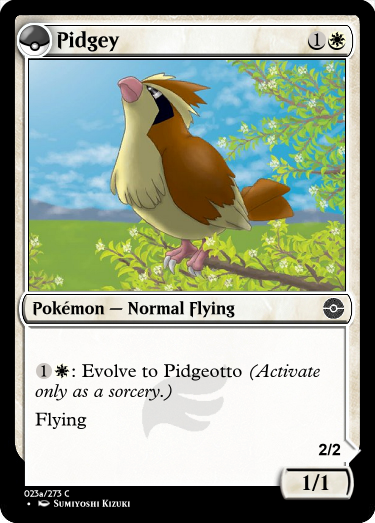 Pidgey 1
Pokémon — Normal Flying
1: Evolve to Pidgeotto (Activate
only as a sorcery.)
Flying
2/2
1/1
023a/273 C
• Sumiyoshi Kizuki